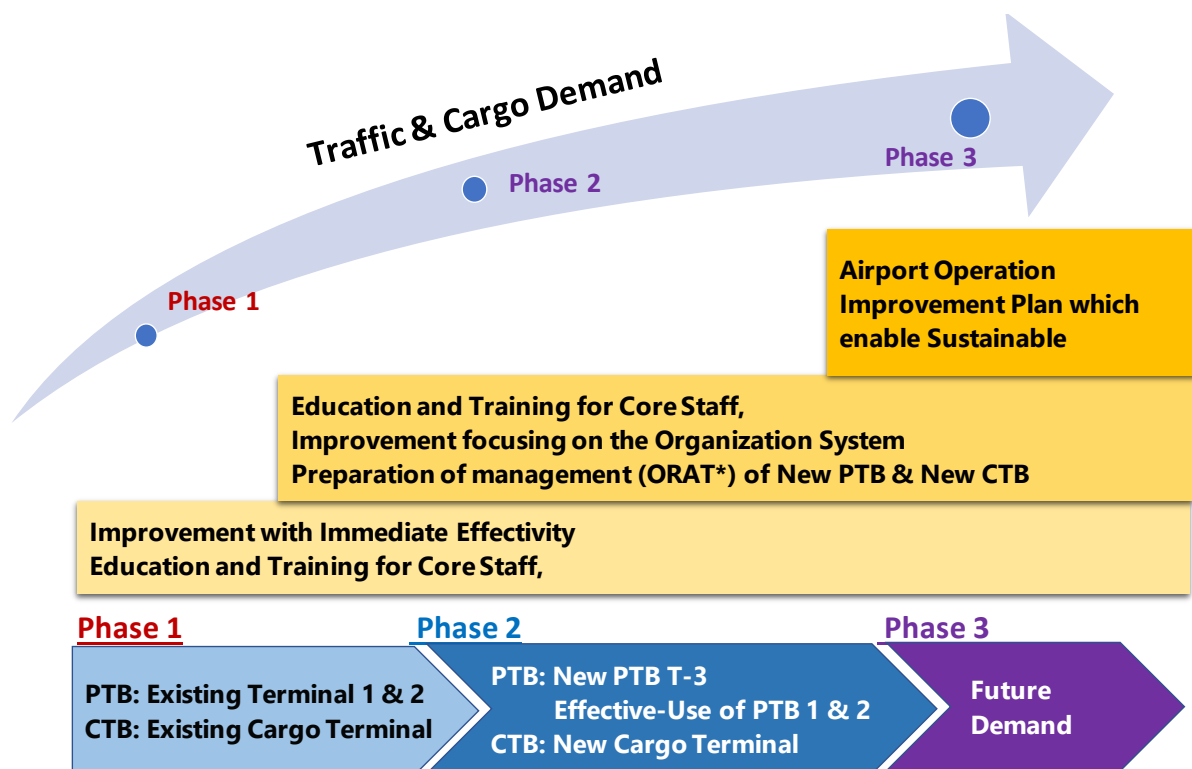 Traffic & Cargo Demand
Phase 1
Phase 2
Phase 3
Airport Operation
Improvement Plan which
enable Sustainable
Education and Training for Core Staff,
Improvement focusing on the Organization System
Preparation of management (ORAT*) of New PTB & New CTB
Improvement with Immediate Effectivity
Education and Training for Core Staff,
Phase 1
PTB: Existing Terminal 1 & 2
CTB: Existing Cargo Terminal
Phase 2
PTB: New PTB T-3
Effective-Use of PTB 1 & 2
CTB: New Cargo Terminal
Phase 3
Future
Demand